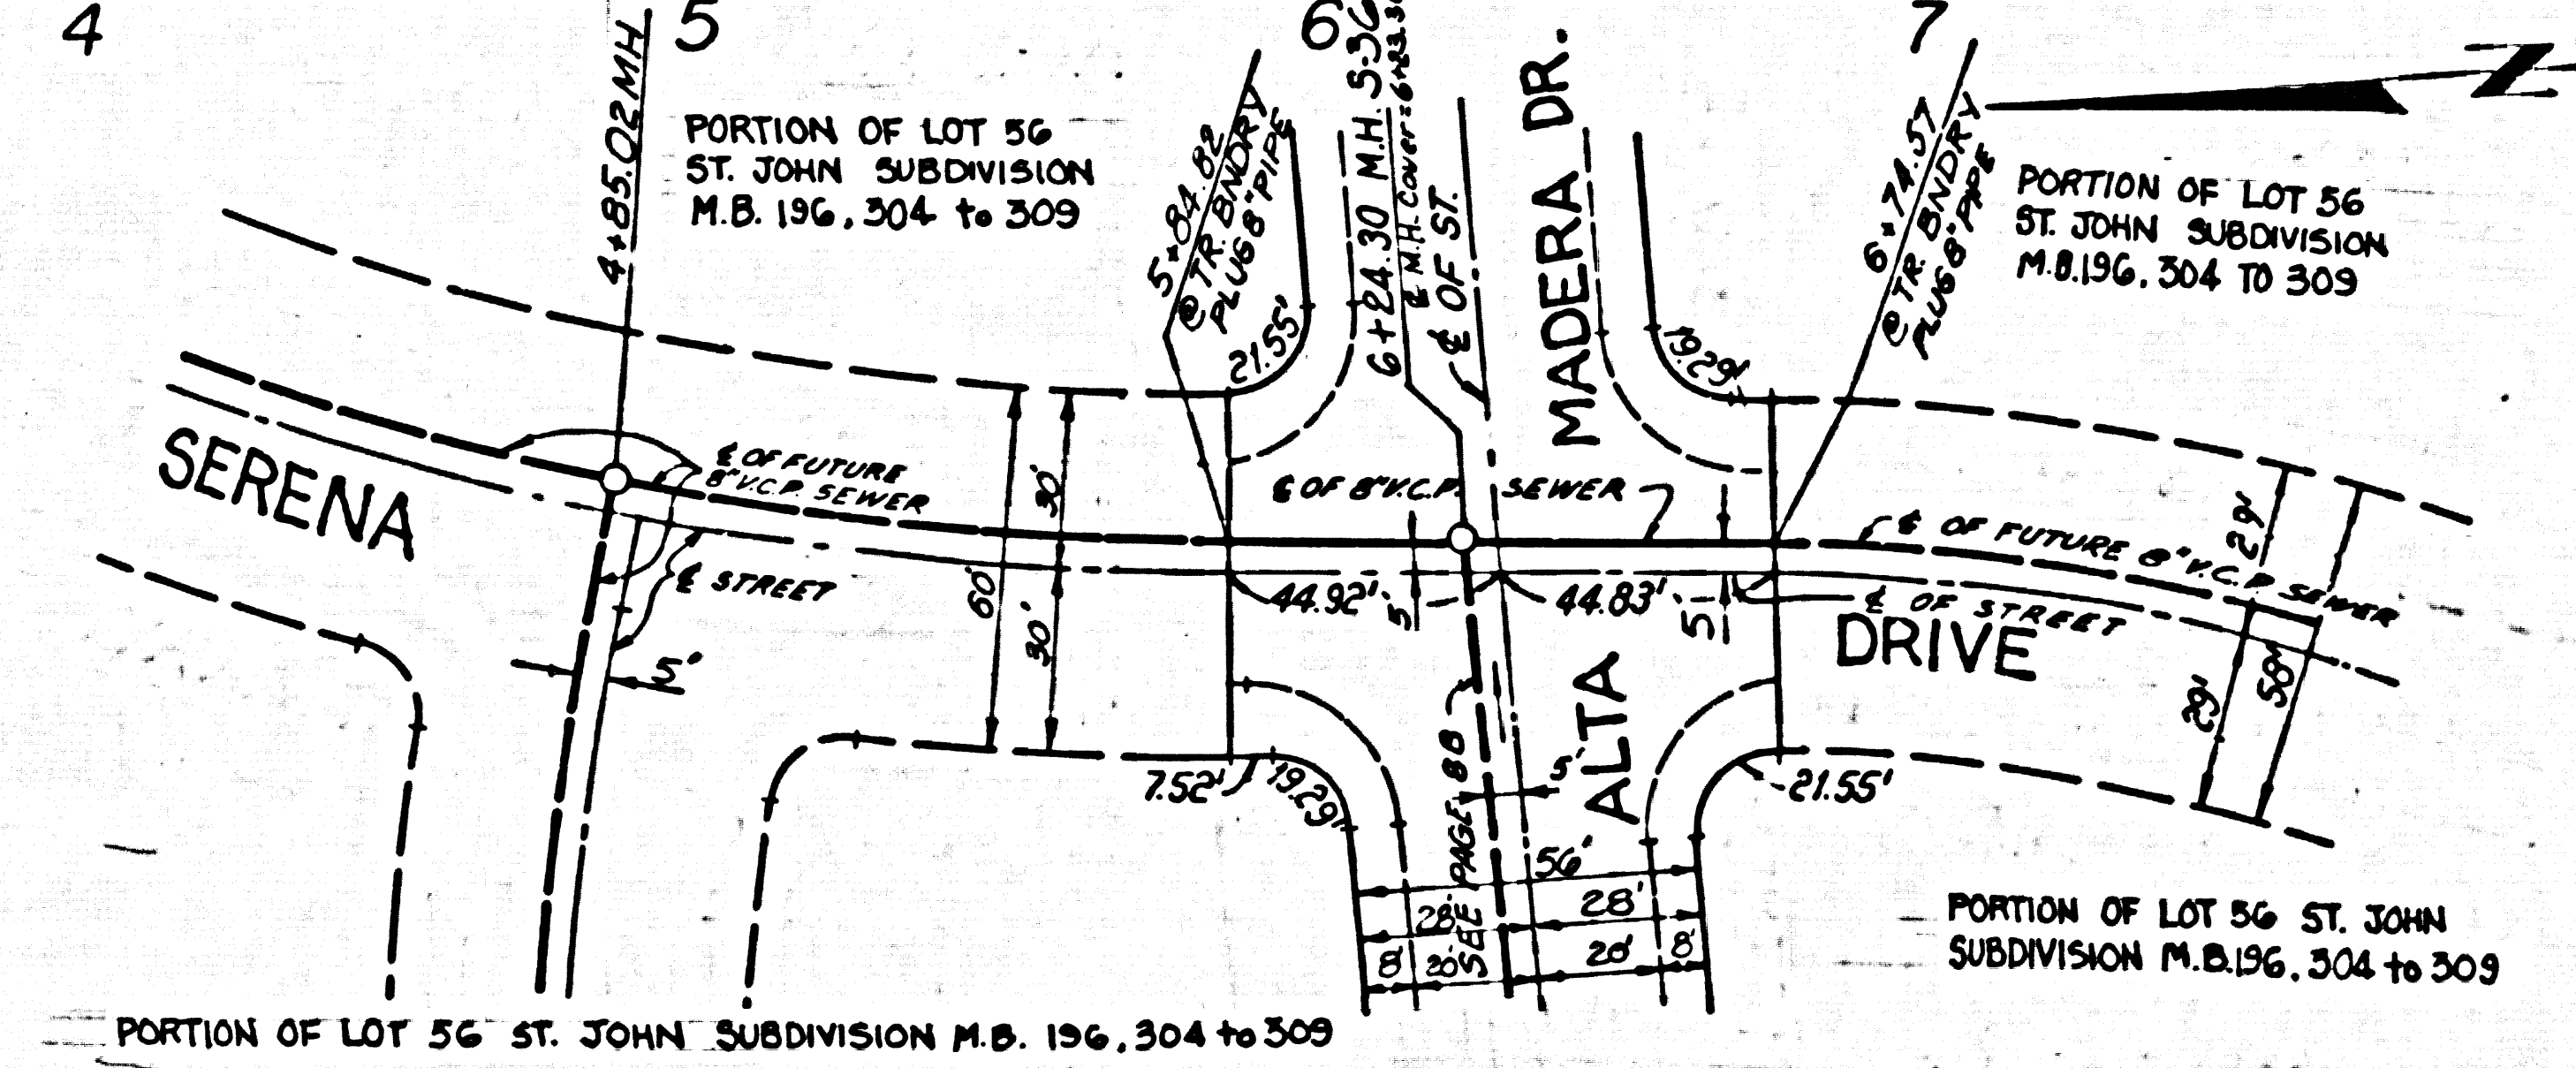 4
5
6
7
4+85.02 MH
PORTION OF LOT 56
ST. JOHN SUBDIVISION
M.B. 196, 304 to 309
5+84.82
@ TR. BNDRY
PLUG 8" PIPE
21.55'
6+24.30 M.H. S-36
℄ M.H. Cover=6+23.30
℄ OF ST.
MADERA DR.
19.29'
6+74.57
@ TR. BNDRY
PLUG 8" PIPE
Z
PORTION OF LOT 56
ST. JOHN SUBDIVISION
M.B.196, 304 TO 309
SERENA
℄ OF FUTURE
8" V.C.P. SEWER
℄ STREET
5'
60'
30'
30'
℄ OF 8" V.C.P. SEWER
44.92'
5'
44.83'
5'
℄ OF FUTURE 8" V.C.P. SEWER
℄ OF STREET
DRIVE
29'
29'
58'
7.52'
19.29'
SEE PAGE 88
5'
ALTA
21.55'
56'
28'
28'
8'
20'
20'
8'
PORTION OF LOT 56 ST. JOHN
SUBDIVISION M.B.196, 304 to 309
PORTION OF LOT 56 ST. JOHN SUBDIVISION M.B. 196, 304 to 309